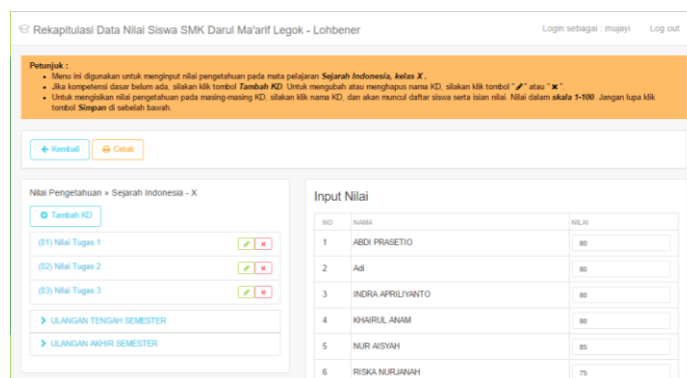 Rekapitulasi Data Nilai Siswa SMK Darul Ma'arif Legok - Lohbener
Login sebagai : mujayi Log out
Petunjuk :
Menu ini digunakan untuk menginput nilai pengetahuan pada mata pelajaran Sejarah Indonesia, kelas X .
Jika kompetensi dasar belum ada, silakan klik tombol Tambah KD. Untuk mengubah atau menghapus nama KD, silakan klik tombol " " atau "✖".
Untuk mengisikan nilai pengetahuan pada masing-masing KD, silakan klik nama KD, dan akan muncul daftar siswa serta isian nilai. Nilai dalam skala 1-100. Jangan lupa klik
tombol Simpan di sebelah bawah.
Kembali Cetak
Nilai Pengetahuan » Sejarah Indonesia - X
Tambah KD
(01) Nilai Tugas 1
(02) Nilai Tugas 2
(03) Nilai Tugas 3
ULANGAN TENGAH SEMESTER
ULANGAN AKHIR SEMESTER
Input Nilai
NO NAMA NILAI
1 ABDI PRASETIO 80
2 Adi 80
3 INDRA APRILIYANTO 80
4 KHAIRUL ANAM 80
5 NUR AISYAH 85
6 RISKA NURJANAH 75